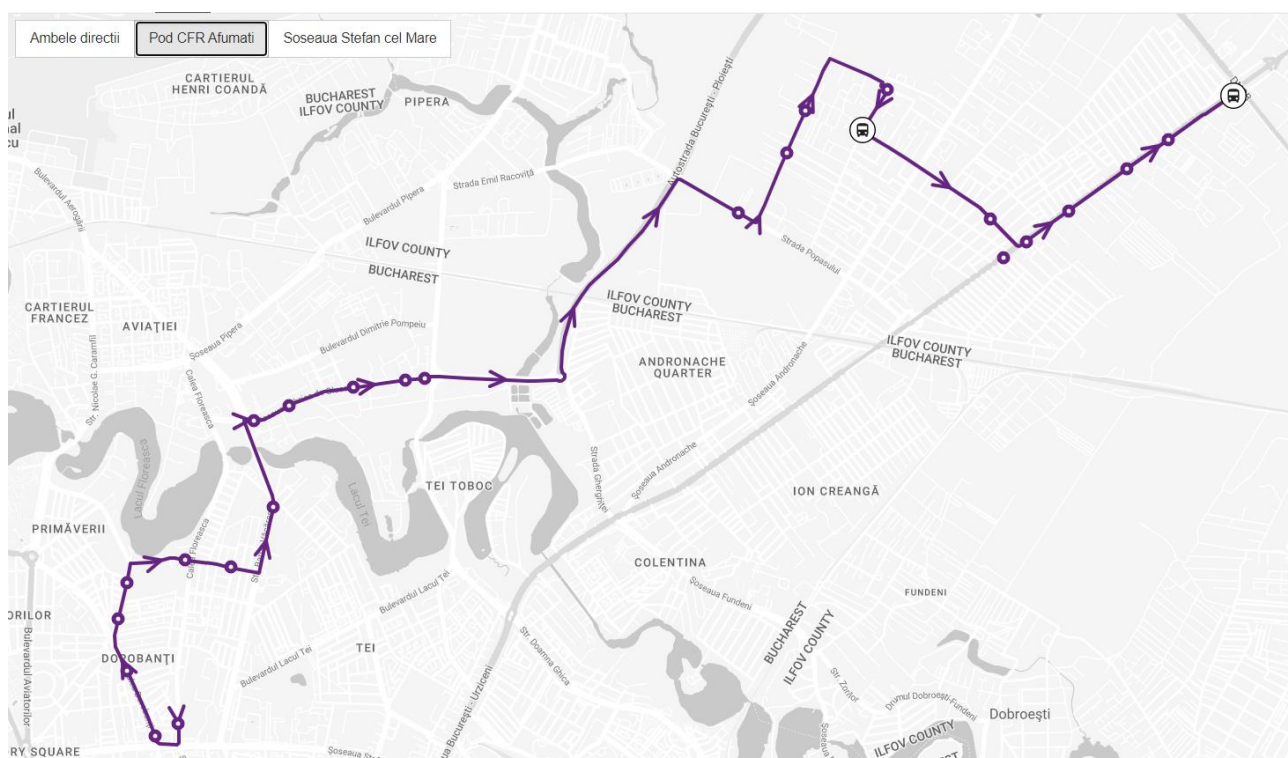 Ambele directii
Pod CFR Afumati
Soseaua Stefan cel Mare
CARTIERUL
HENRI COANDĂ
BUCHAREST
ILFOV COUNTY
PIPERA
Autostrada București - Ploiești
Bulevardul Aerogării
Strada Emil Racoviță
Bulevardul Pipera
ILFOV COUNTY
BUCHAREST
Strada Popasului
ILFOV COUNTY
BUCHAREST
CARTIERUL
FRANCEZ
AVIAȚIEI
Bulevardul Dimitrie Pompeiu
Șoseaua Pipera
Str. Nicolae G. Caramfil
Calea Floreasca
ANDRONACHE
QUARTER
Șoseaua Andronache
ILFOV COUNTY
BUCHAREST
Lacul Floreasca
Lacul Tei
TEI TOBOC
Strada Gherghiței
Șoseaua Andronache
ION CREANGĂ
PRIMĂVERII
Calea Floreasca
COLENTINA
Șoseaua Fundeni
FUNDENI
Bulevardul Lacul Tei
ORILOR
Bulevardul Aviatorilor
DOROBANȚI
TEI
Bulevardul Lacul Tei
Str. Doamna Ghica
BUCHAREST
ILFOV COUNTY
Str. Zorilor
Drumul Dobroești-Fundeni
Dobroești
ua București - Urziceni
RY SQUARE
Șoseaua
ILFOV COUNTY
BUCHAREST